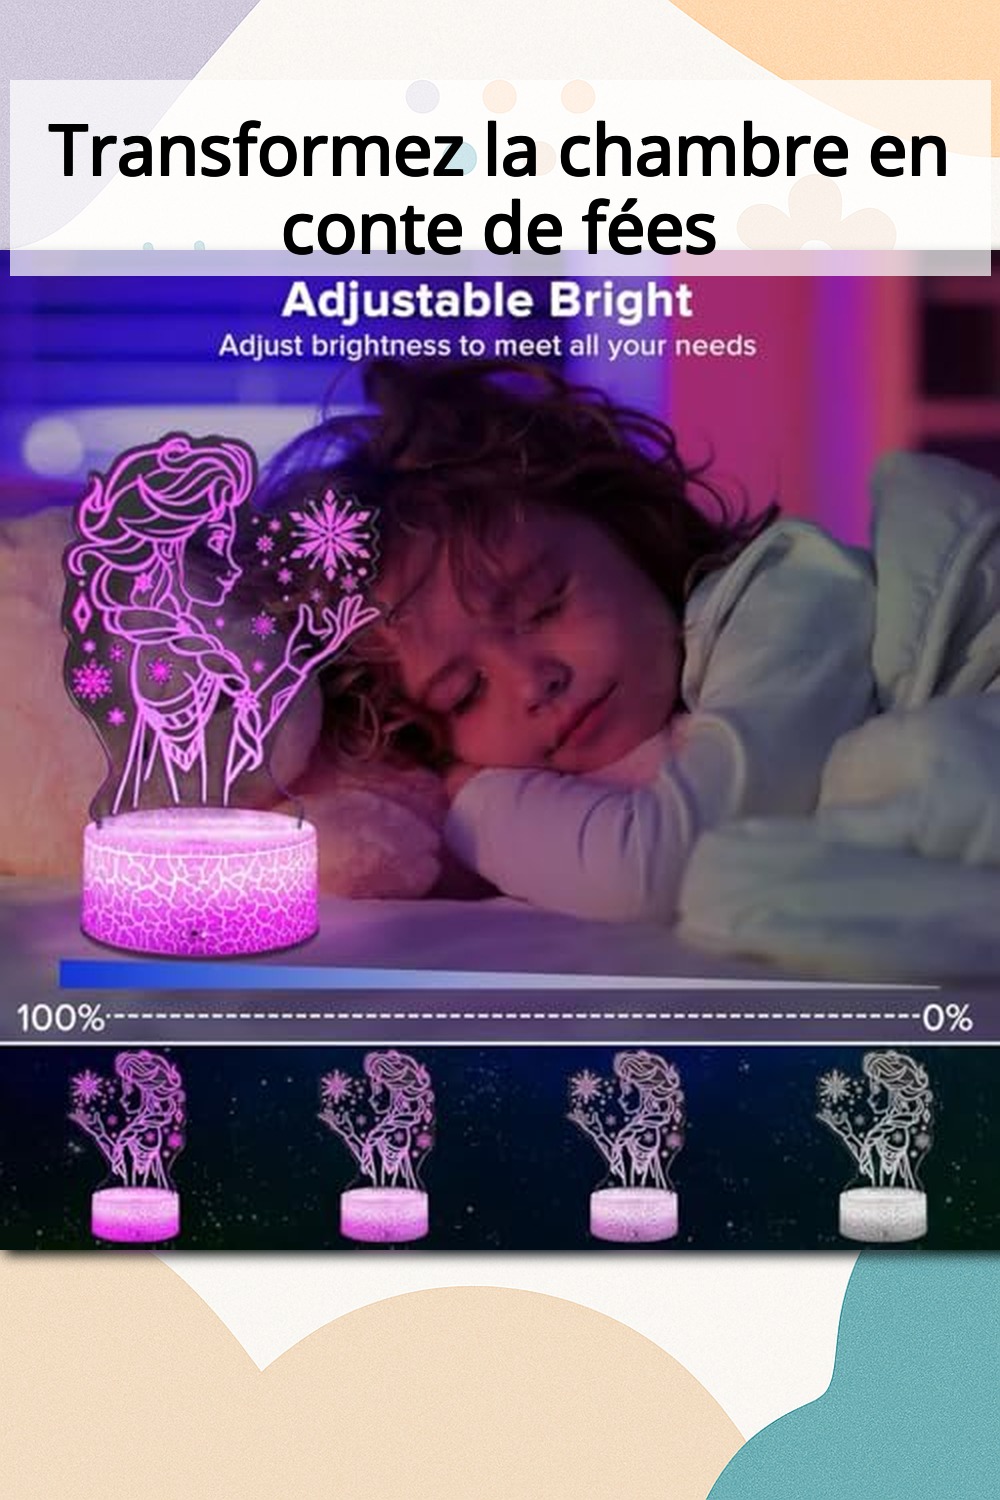 Transformez la chambre en
conte de fées
Adjustable Bright
Adjust brightness to meet all your needs
100%
0%